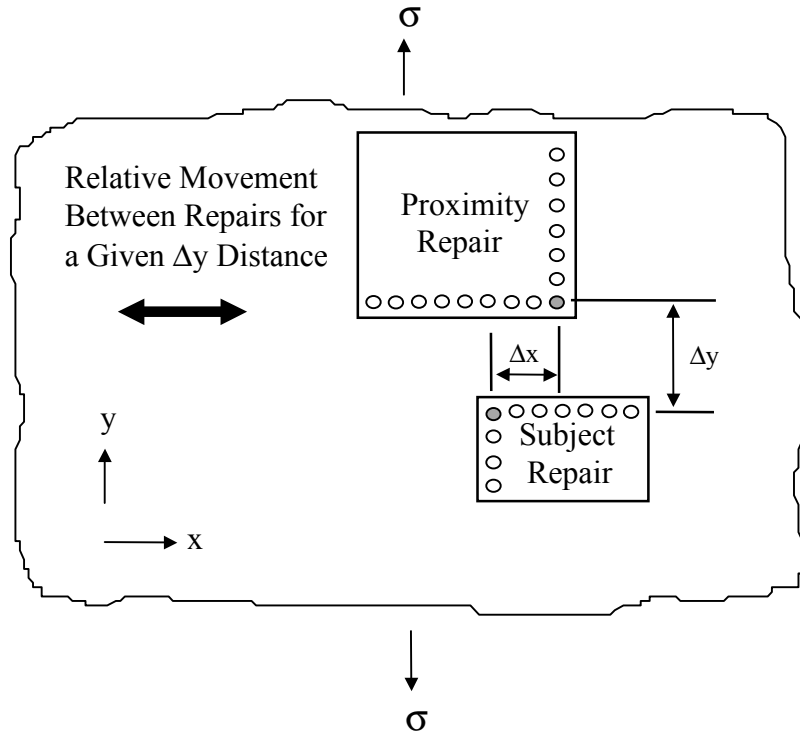 σ
Relative Movement
Between Repairs for
a Given Δy Distance
Proximity
Repair
Δx
Δy
Subject
Repair
y
x
σ